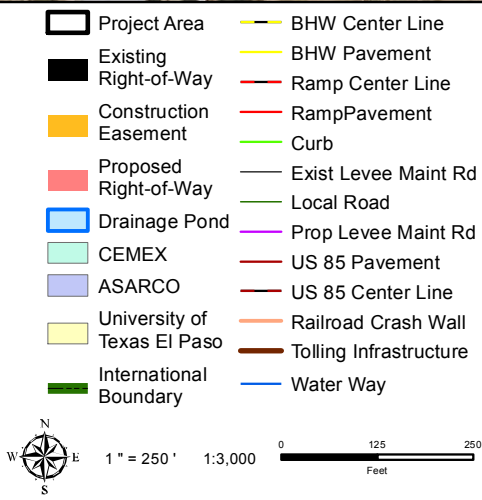 Project Area
Existing
Right-of-Way
Construction
Easement
Proposed
Right-of-Way
Drainage Pond
CEMEX
ASARCO
University of
Texas El Paso
International
Boundary
BHW Center Line
BHW Pavement
Ramp Center Line
RampPavement
Curb
Exist Levee Maint Rd
Local Road
Prop Levee Maint Rd
US 85 Pavement
US 85 Center Line
Railroad Crash Wall
Tolling Infrastructure
Water Way
N
W E
S
1 " = 250 ' 1:3,000
0 125 250
Feet